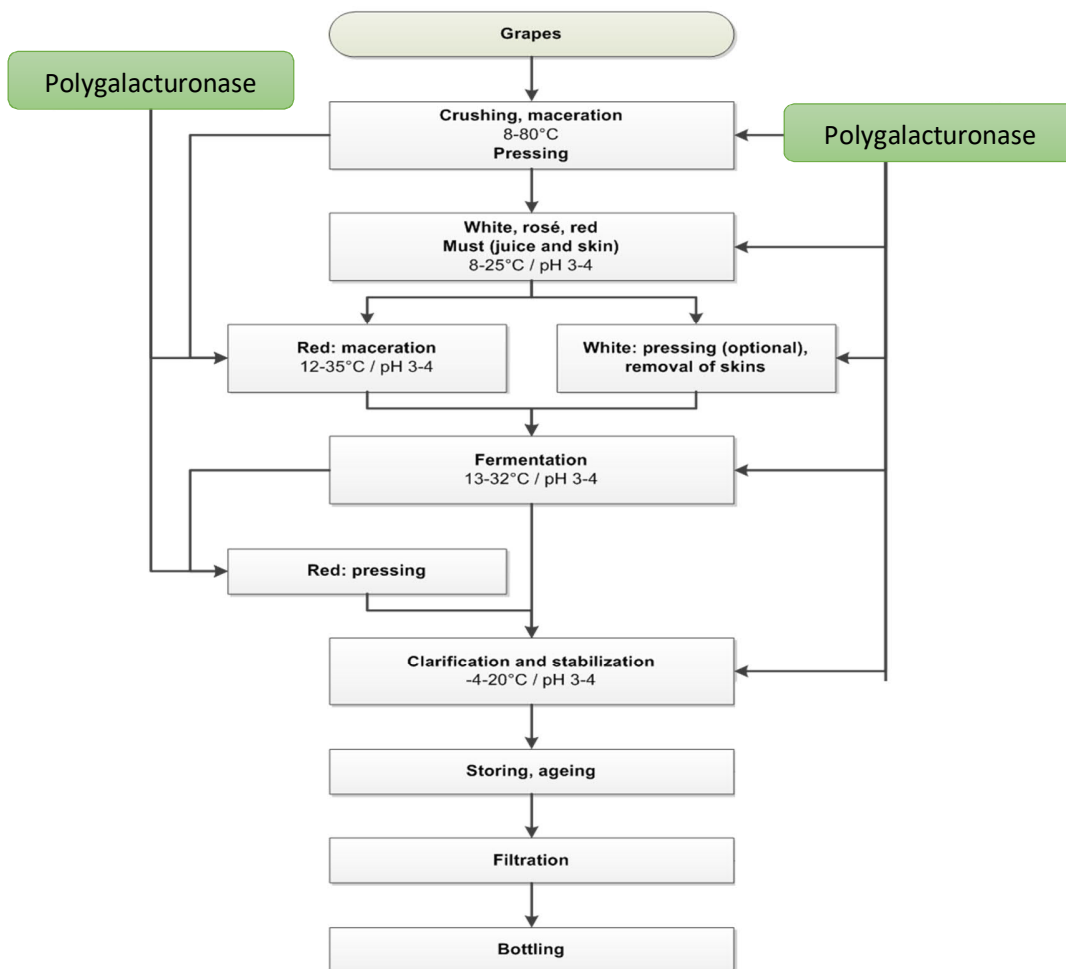 Grapes
Polygalacturonase
Crushing, maceration
8-80°C
Pressing
Polygalacturonase
White, rosé, red
Must (juice and skin)
8-25°C / pH 3-4
Red: maceration
12-35°C / pH 3-4
White: pressing (optional),
removal of skins
Fermentation
13-32°C / pH 3-4
Red: pressing
Clarification and stabilization
-4-20°C / pH 3-4
Storing, ageing
Filtration
Bottling